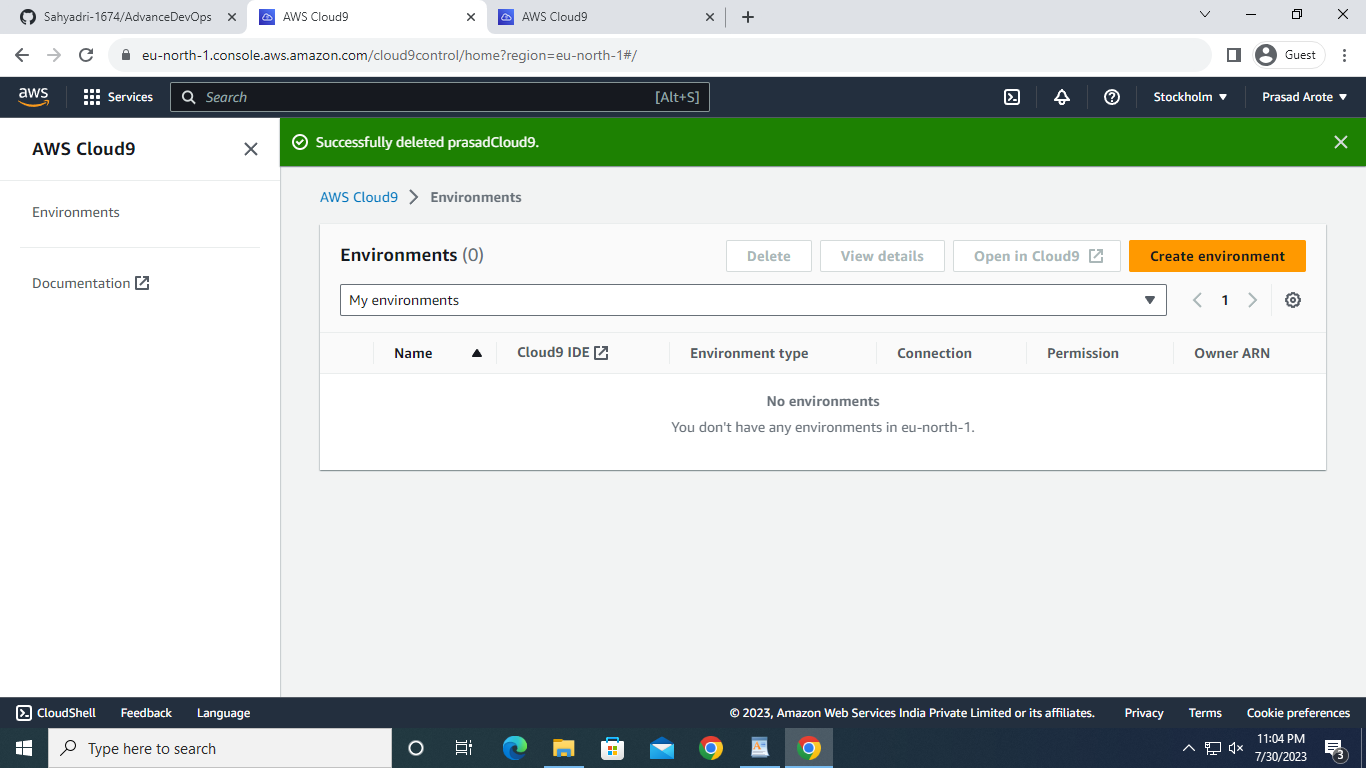 Sahyadri-1674/AdvanceDevOps
AWS Cloud9
AWS Cloud9
eu-north-1.console.aws.amazon.com/cloud9control/home?region=eu-north-1#/
Guest
aws
Services
Search
[Alt+S]
Stockholm
Prasad Arote
AWS Cloud9
Successfully deleted prasadCloud9.
Environments
Documentation
AWS Cloud9 Environments
Environments (0)
Delete
View details
Open in Cloud9
Create environment
My environments
1
Name
Cloud9 IDE
Environment type
Connection
Permission
Owner ARN
No environments
You don't have any environments in eu-north-1.
CloudShell
Feedback
Language
© 2023, Amazon Web Services India Private Limited or its affiliates.
Privacy
Terms
Cookie preferences
Type here to search
11:04 PM
7/30/2023
3